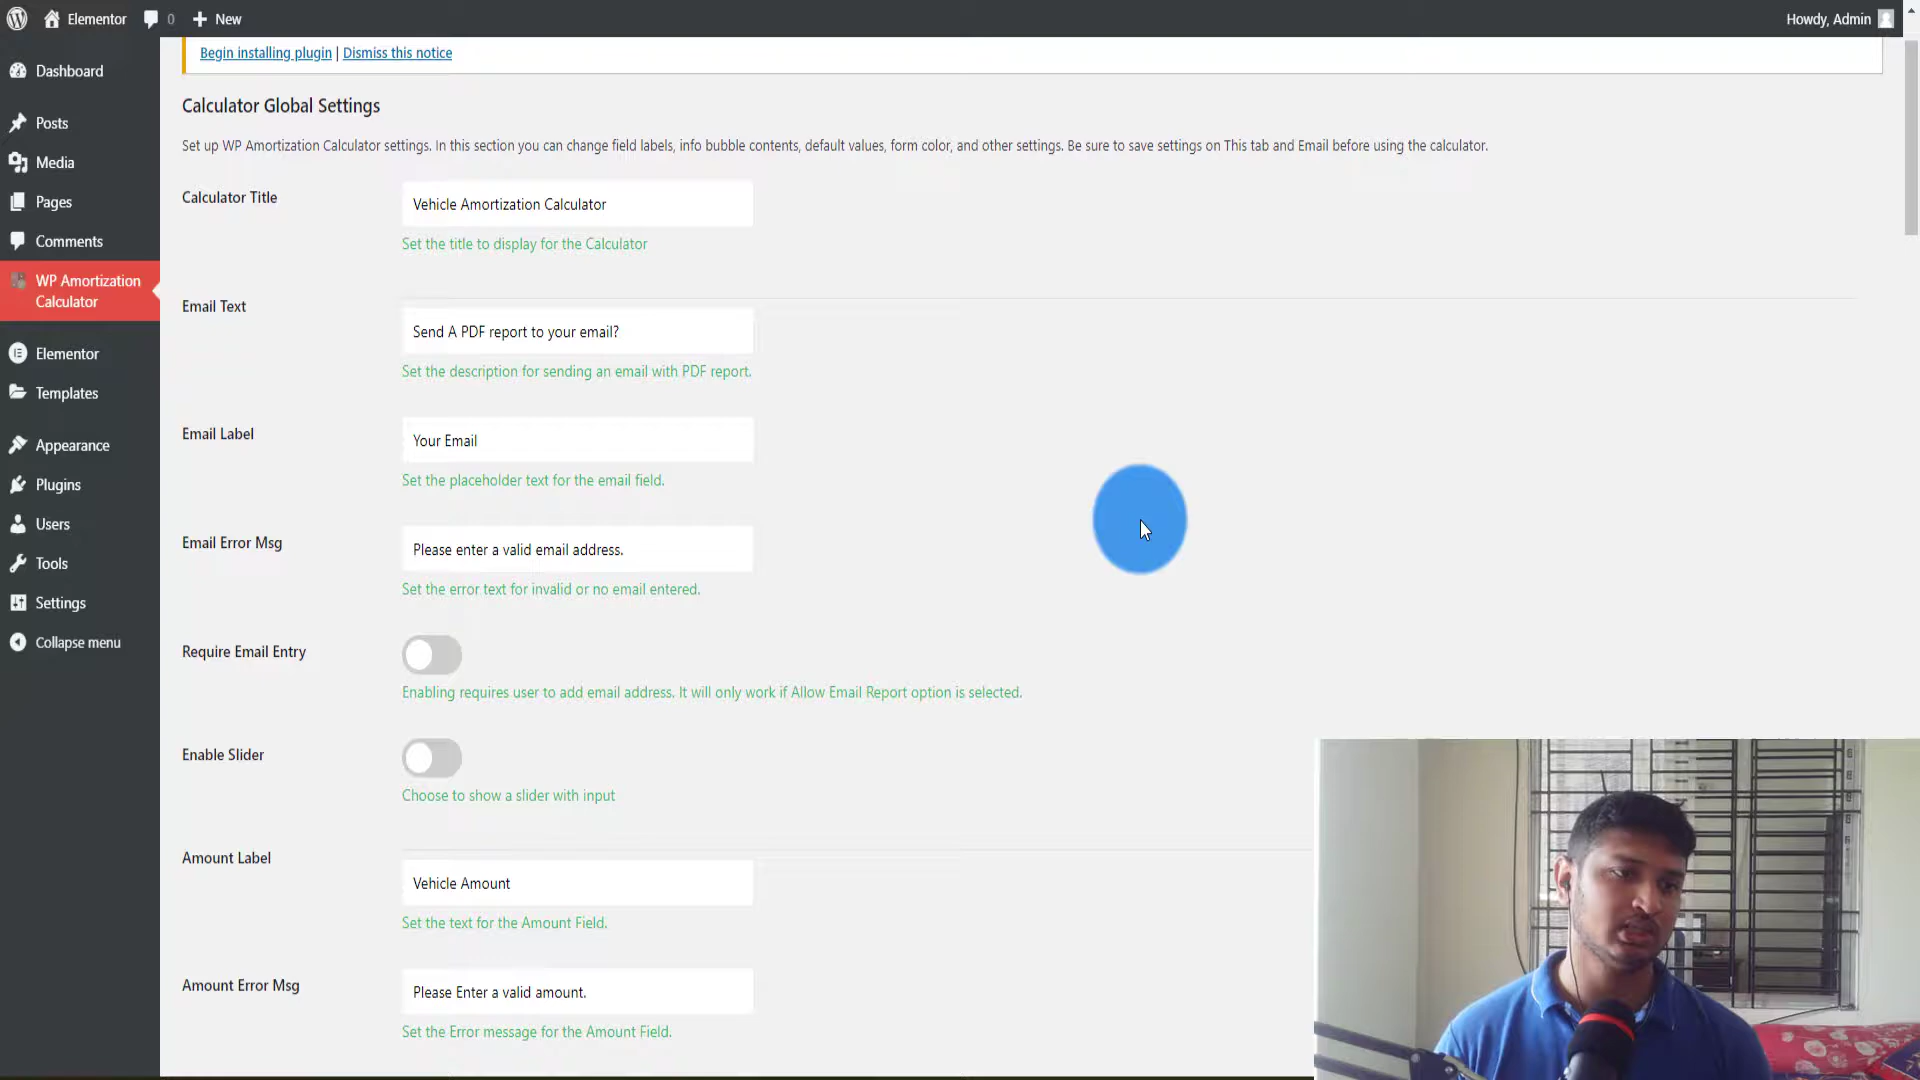 Elementor
0
New
Howdy, Admin
Dashboard
Posts
Media
Pages
Comments
WP Amortization
Calculator
Elementor
Templates
Appearance
Plugins
Users
Tools
Settings
Collapse menu
Begin installing plugin | Dismiss this notice
Calculator Global Settings
Set up WP Amortization Calculator settings. In this section you can change field labels, info bubble contents, default values, form color, and other settings. Be sure to save settings on This tab and Email before using the calculator.
Calculator Title
Vehicle Amortization Calculator
Set the title to display for the Calculator
Email Text
Send A PDF report to your email?
Set the description for sending an email with PDF report.
Email Label
Your Email
Set the placeholder text for the email field.
Email Error Msg
Please enter a valid email address.
Set the error text for invalid or no email entered.
Require Email Entry
Enabling requires user to add email address. It will only work if Allow Email Report option is selected.
Enable Slider
Choose to show a slider with input
Amount Label
Vehicle Amount
Set the text for the Amount Field.
Amount Error Msg
Please Enter a valid amount.
Set the Error message for the Amount Field.